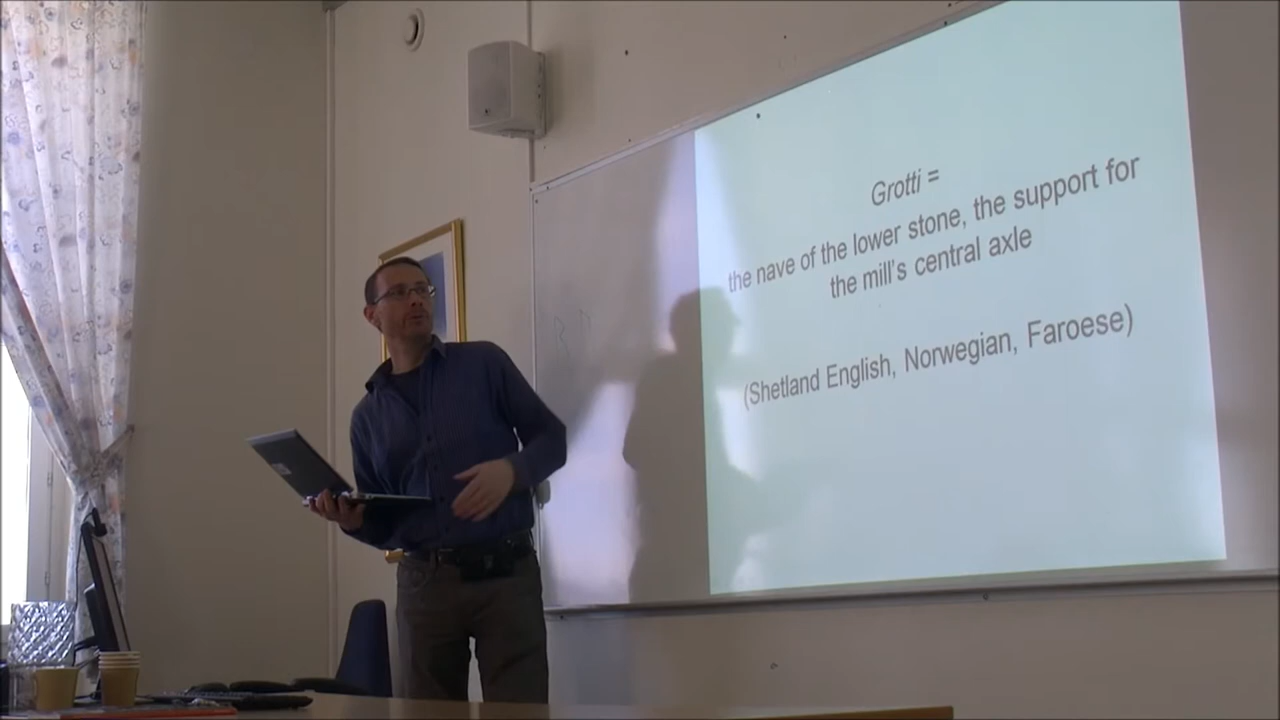 Grotti =
the nave of the lower stone, the support for
the mill's central axle
(Shetland English, Norwegian, Faroese)